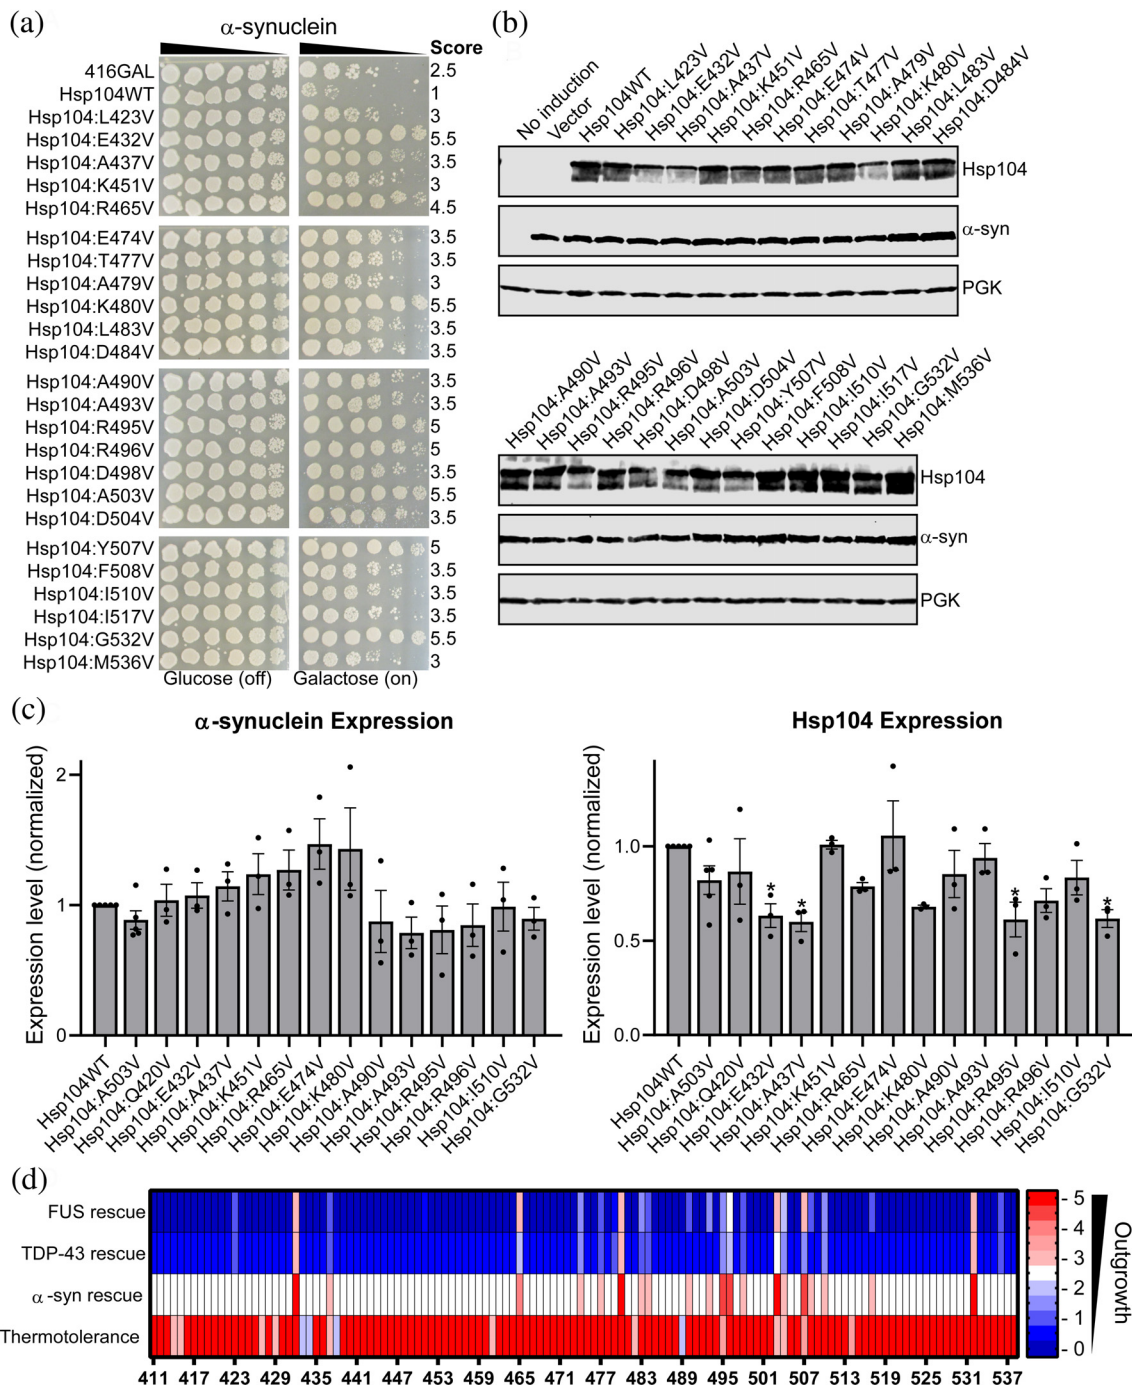 (a)
α-synuclein
Score
416GAL 2.5
Hsp104WT 1
Hsp104:L423V 3
Hsp104:E432V 5.5
Hsp104:A437V 3.5
Hsp104:K451V 3
Hsp104:R465V 4.5
Hsp104:E474V 3.5
Hsp104:T477V 3.5
Hsp104:A479V 3
Hsp104:K480V 5.5
Hsp104:L483V 3.5
Hsp104:D484V 3.5
Hsp104:A490V 3.5
Hsp104:A493V 3.5
Hsp104:R495V 5
Hsp104:R496V 5
Hsp104:D498V 3.5
Hsp104:A503V 5.5
Hsp104:D504V 3.5
Hsp104:Y507V 5
Hsp104:F508V 3.5
Hsp104:I510V 3.5
Hsp104:I517V 3.5
Hsp104:G532V 5.5
Hsp104:M536V 3
Glucose (off)
Galactose (on)
(b)
No induction
Vector
Hsp104WT
Hsp104:L423V
Hsp104:E432V
Hsp104:A437V
Hsp104:K451V
Hsp104:R465V
Hsp104:E474V
Hsp104:T477V
Hsp104:A479V
Hsp104:K480V
Hsp104:L483V
Hsp104:D484V
Hsp104
α-syn
PGK
Hsp104:A490V
Hsp104:A493V
Hsp104:R495V
Hsp104:R496V
Hsp104:D498V
Hsp104:A503V
Hsp104:D504V
Hsp104:Y507V
Hsp104:F508V
Hsp104:I510V
Hsp104:I517V
Hsp104:G532V
Hsp104:M536V
Hsp104
α-syn
PGK
(c)
α-synuclein Expression
Expression level (normalized)
2
1
0
Hsp104WT
Hsp104:A503V
Hsp104:Q420V
Hsp104:E432V
Hsp104:A437V
Hsp104:K451V
Hsp104:R465V
Hsp104:E474V
Hsp104:K480V
Hsp104:A490V
Hsp104:A493V
Hsp104:R495V
Hsp104:R496V
Hsp104:I510V
Hsp104:G532V
Hsp104 Expression
Expression level (normalized)
1.0
0.5
0.0
* * * *
Hsp104WT
Hsp104:A503V
Hsp104:Q420V
Hsp104:E432V
Hsp104:A437V
Hsp104:K451V
Hsp104:R465V
Hsp104:E474V
Hsp104:K480V
Hsp104:A490V
Hsp104:A493V
Hsp104:R495V
Hsp104:R496V
Hsp104:I510V
Hsp104:G532V
(d)
FUS rescue
TDP-43 rescue
α-syn rescue
Thermotolerance
411 417 423 429 435 441 447 453 459 465 471 477 483 489 495 501 507 513 519 525 531 537
- 5
- 4
- 3
- 2
- 1
- 0
Outgrowth